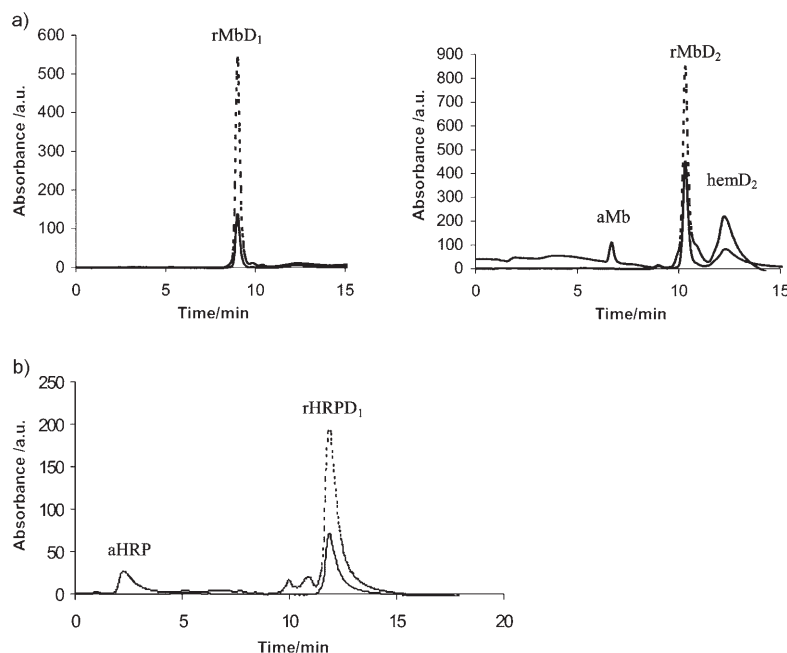 a)
rMbD₁
600
500
400
300
200
100
0
Absorbance /a.u.
0 5 10 15
Time/min
rMbD₂
hemD₂
aMb
900
800
700
600
500
400
300
200
100
0
Absorbance /a.u.
0 5 10 15
Time/min
b)
rHRPD₁
aHRP
250
200
150
100
50
0
Absorbance /a.u.
0 5 10 15 20
Time/min